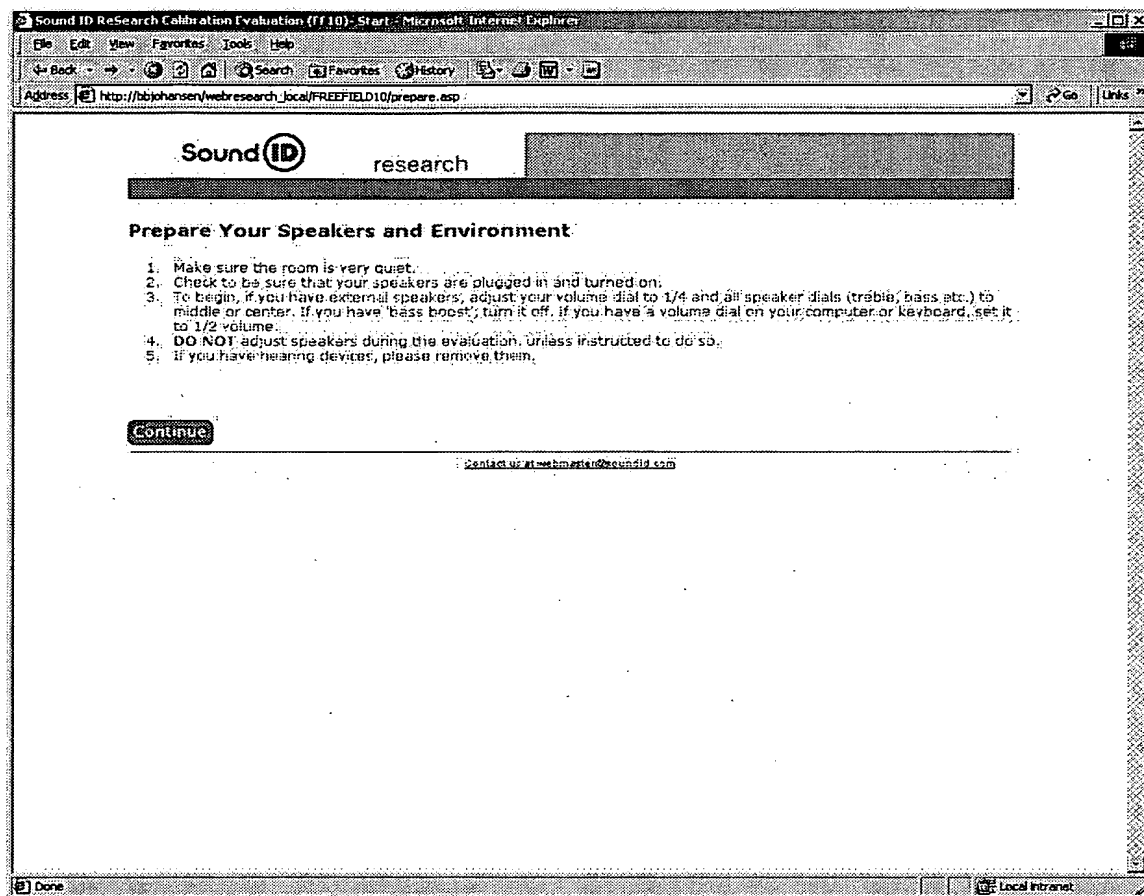 Sound ID ReSearch Calibration Evaluation (FF10)- Start - Microsoft Internet Explorer
File Edit View Favorites Tools Help
Back Search Favorites History
Address http://bbjohansen/webresearch_local/FREEFIELD10/prepare.asp Go Links »
Sound ID research
Prepare Your Speakers and Environment
1. Make sure the room is very quiet.
2. Check to be sure that your speakers are plugged in and turned on.
3. To begin, if you have external speakers, adjust your volume dial to 1/4 and all speaker dials (treble, bass etc.) to
middle or center. If you have 'bass boost', turn it off. If you have a volume dial on your computer or keyboard, set it
to 1/2 volume.
4. DO NOT adjust speakers during the evaluation, unless instructed to do so.
5. If you have hearing devices, please remove them.
Continue
Contact us at webmaster@soundid.com
Done Local intranet